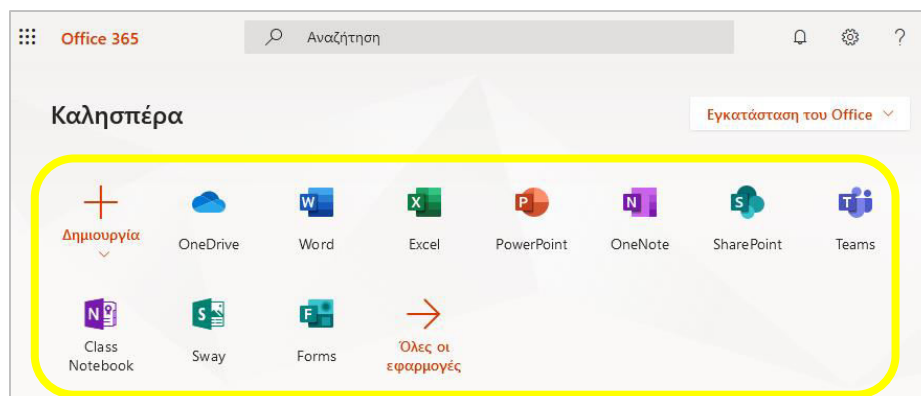 Office 365
Αναζήτηση
?
Καλησπέρα
Εγκατάσταση του Office
Δημιουργία
OneDrive
Word
Excel
PowerPoint
OneNote
SharePoint
Teams
Class
Notebook
Sway
Forms
Όλες οι
εφαρμογές